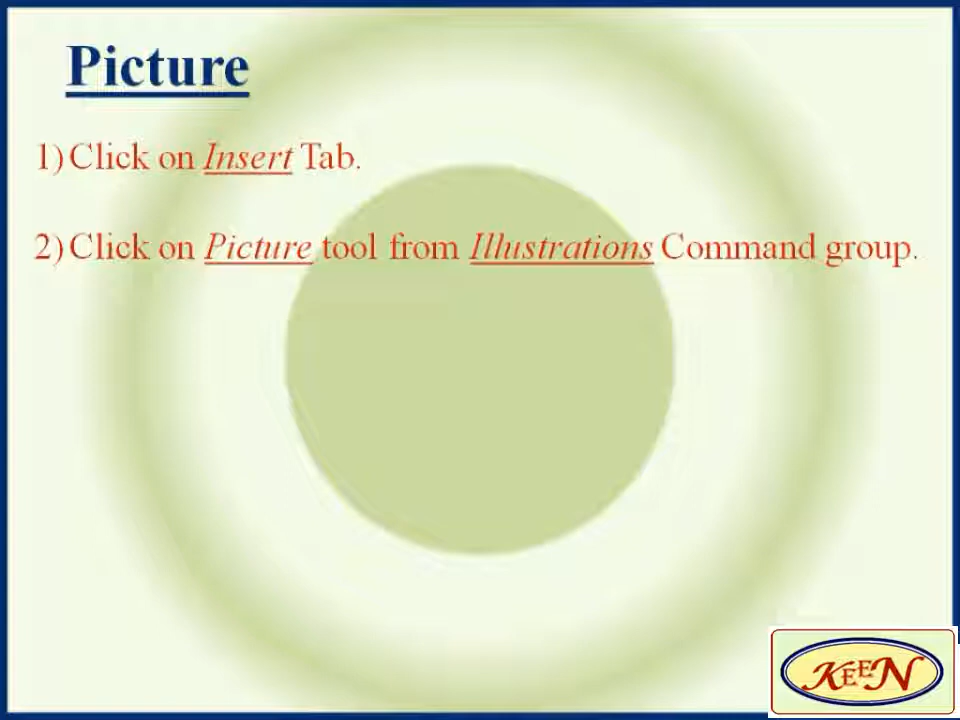 Picture
1) Click on Insert Tab.
2) Click on Picture tool from Illustrations Command group.
KEEN